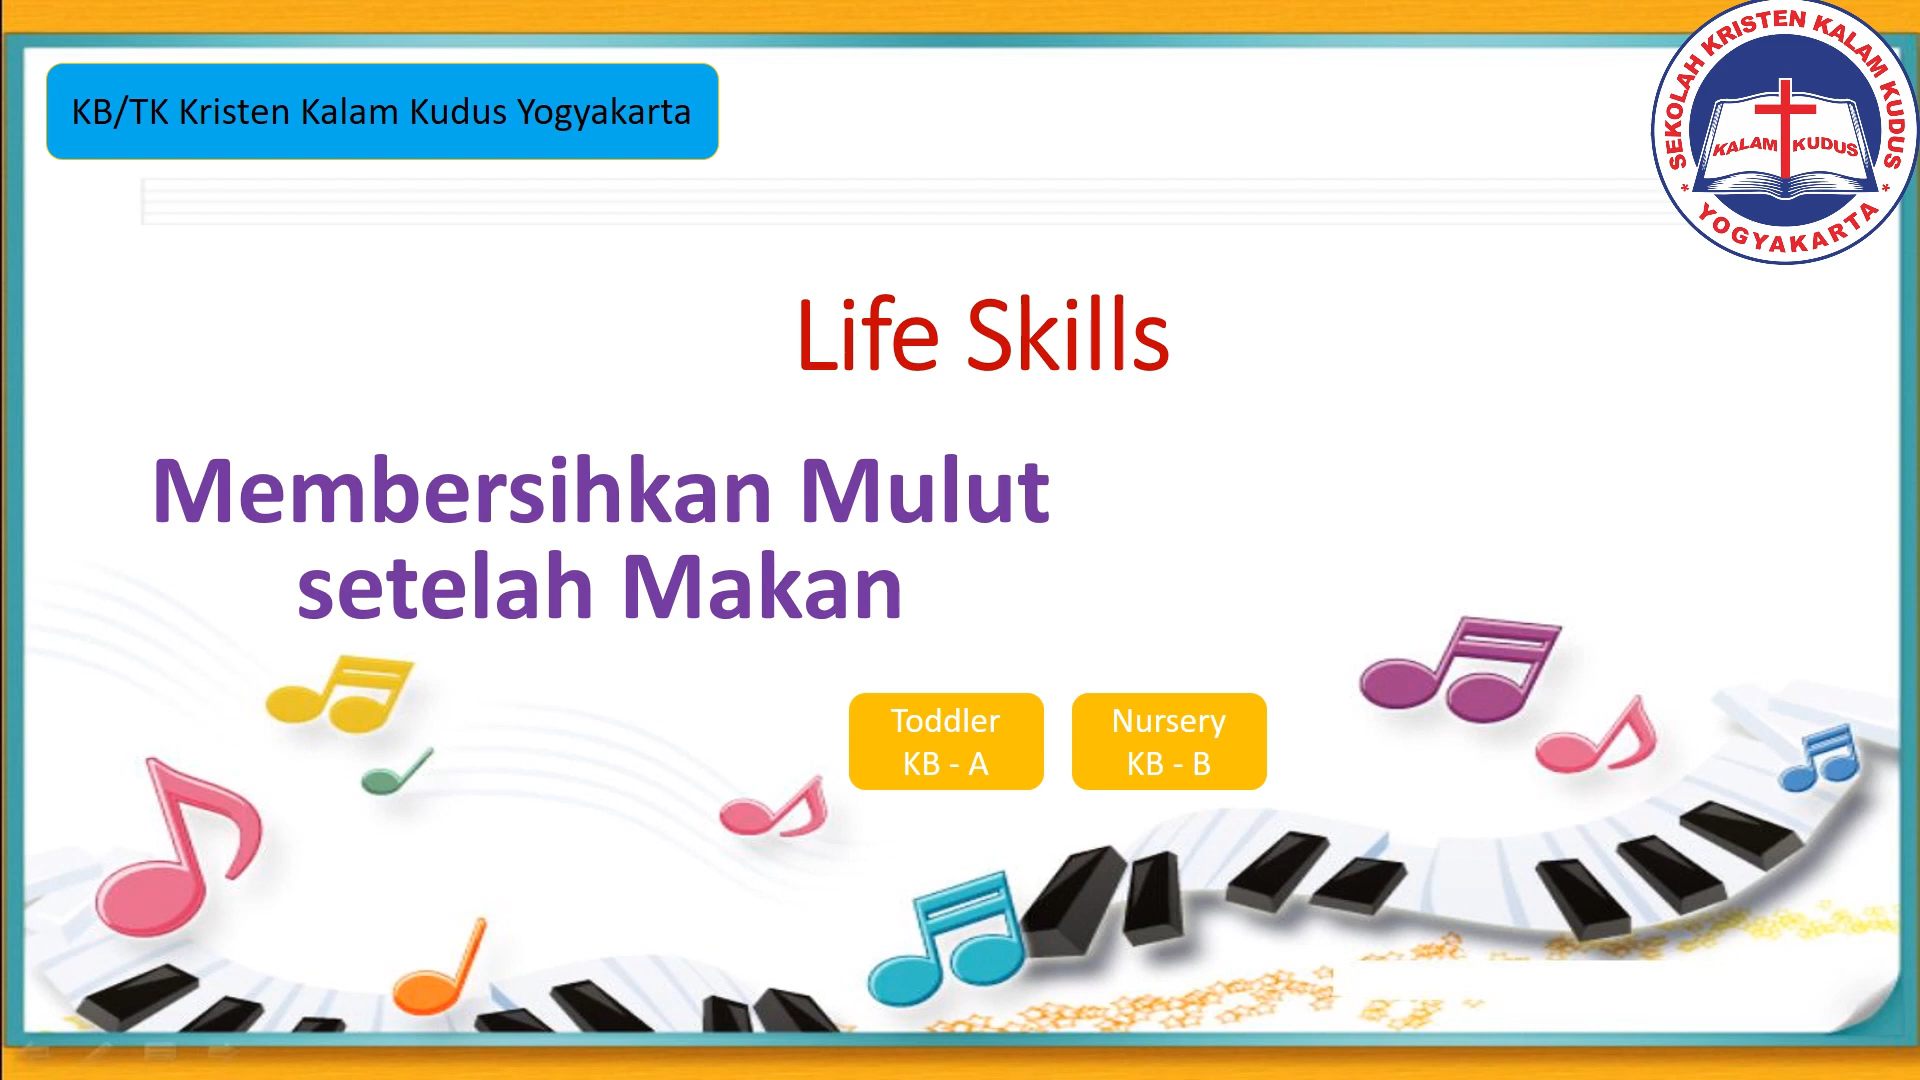 KB/TK Kristen Kalam Kudus Yogyakarta
SEKOLAH KRISTEN KALAM KUDUS
KALAM KUDUS
* YOGYAKARTA *
Life Skills
Membersihkan Mulut
setelah Makan
Toddler
KB - A
Nursery
KB - B